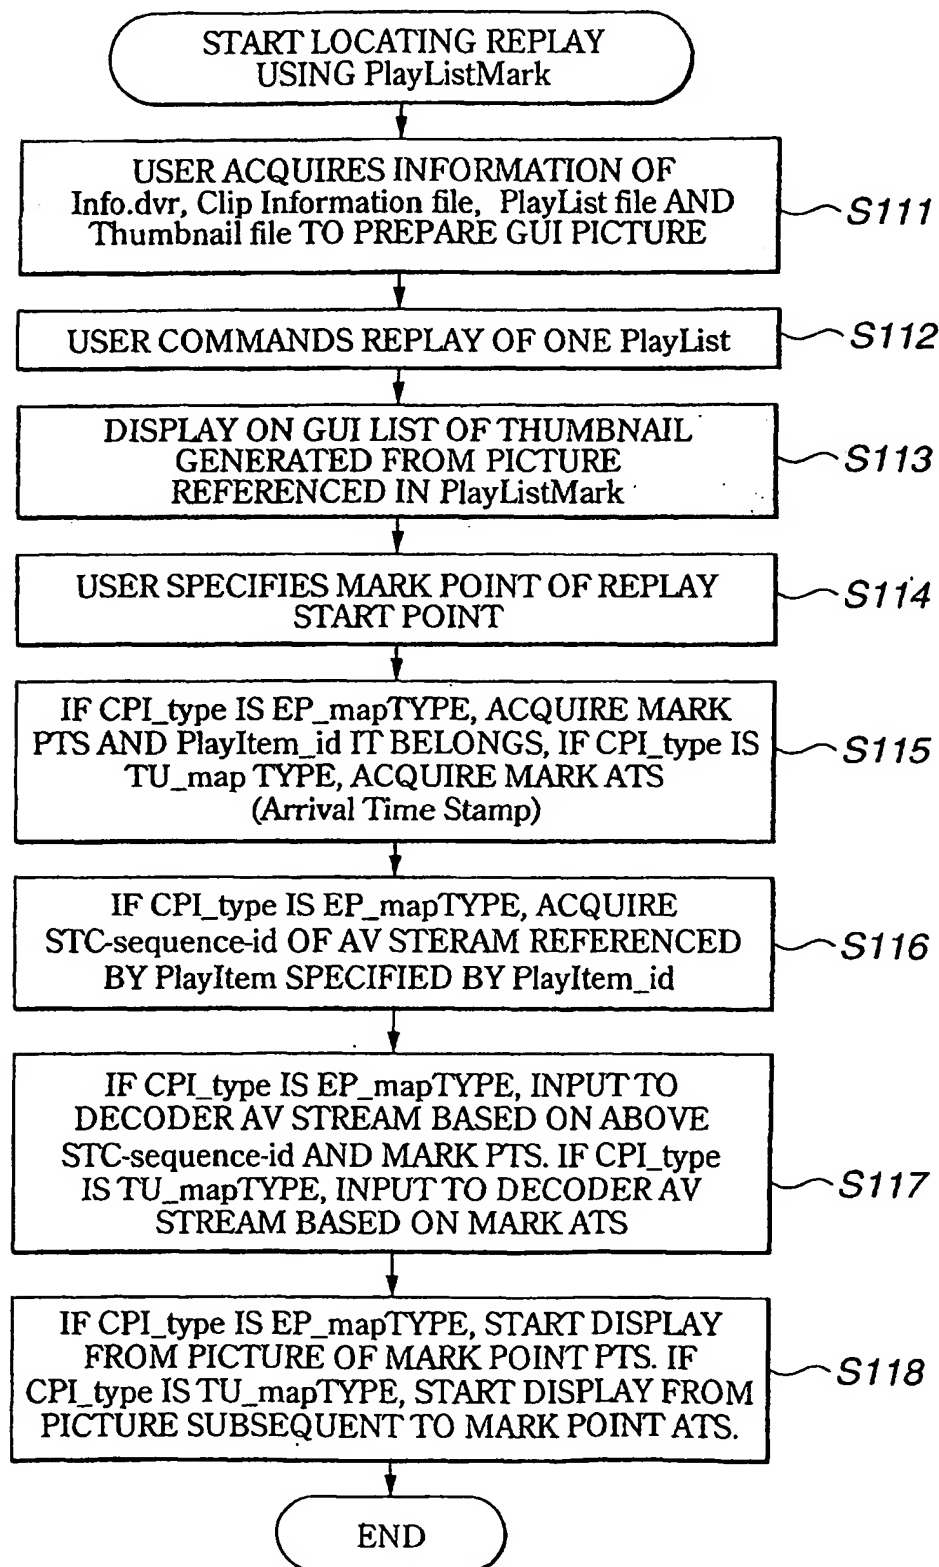 START LOCATING REPLAY
USING PlayListMark
USER ACQUIRES INFORMATION OF
Info.dvr, Clip Information file, PlayList file AND
Thumbnail file TO PREPARE GUI PICTURE
S111
USER COMMANDS REPLAY OF ONE PlayList
S112
DISPLAY ON GUI LIST OF THUMBNAIL
GENERATED FROM PICTURE
REFERENCED IN PlayListMark
S113
USER SPECIFIES MARK POINT OF REPLAY
START POINT
S114
IF CPI_type IS EP_mapTYPE, ACQUIRE MARK
PTS AND PlayItem_id IT BELONGS, IF CPI_type IS
TU_map TYPE, ACQUIRE MARK ATS
(Arrival Time Stamp)
S115
IF CPI_type IS EP_mapTYPE, ACQUIRE
STC-sequence-id OF AV STERAM REFERENCED
BY PlayItem SPECIFIED BY PlayItem_id
S116
IF CPI_type IS EP_mapTYPE, INPUT TO
DECODER AV STREAM BASED ON ABOVE
STC-sequence-id AND MARK PTS. IF CPI_type
IS TU_mapTYPE, INPUT TO DECODER AV
STREAM BASED ON MARK ATS
S117
IF CPI_type IS EP_mapTYPE, START DISPLAY
FROM PICTURE OF MARK POINT PTS. IF
CPI_type IS TU_mapTYPE, START DISPLAY FROM
PICTURE SUBSEQUENT TO MARK POINT ATS.
S118
END